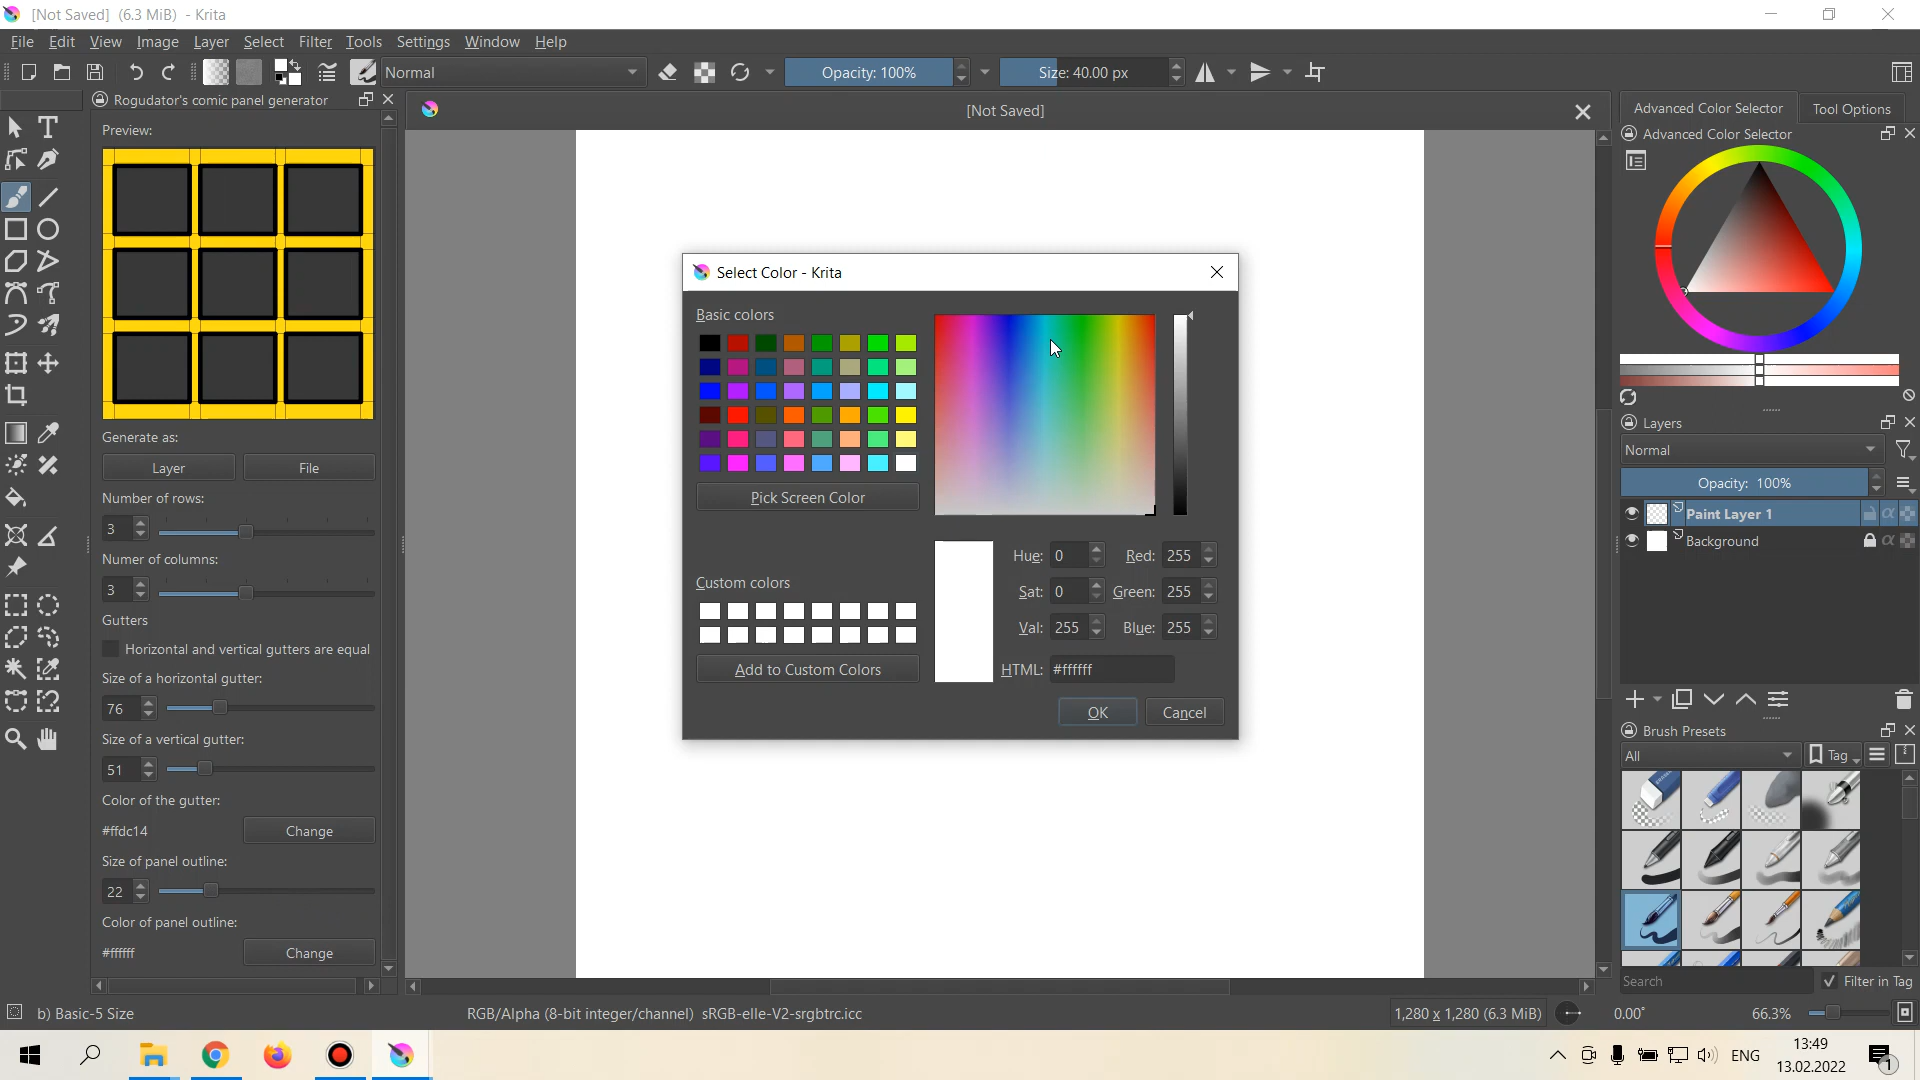 [Not Saved]  (6.3 MiB)  - Krita
File Edit View Image Layer Select Filter Tools Settings Window Help
Normal Opacity: 100% Size: 40.00 px
Rogudator's comic panel generator
[Not Saved]
Advanced Color Selector Tool Options
Advanced Color Selector
Preview:
Generate as:
Layer File
Number of rows:
3
Numer of columns:
3
Gutters
Horizontal and vertical gutters are equal
Size of a horizontal gutter:
76
Size of a vertical gutter:
51
Color of the gutter:
#ffdc14 Change
Size of panel outline:
22
Color of panel outline:
#ffffff Change
Select Color - Krita
Basic colors
Pick Screen Color
Custom colors
Add to Custom Colors
Hue: 0 Red: 255
Sat: 0 Green: 255
Val: 255 Blue: 255
HTML: #ffffff
OK Cancel
Layers
Normal
Opacity: 100%
Paint Layer 1
Background
Brush Presets
All Tag
Search Filter in Tag
b) Basic-5 Size RGB/Alpha (8-bit integer/channel)  sRGB-elle-V2-srgbtrc.icc 1,280 x 1,280 (6.3 MiB) 0.00° 66.3%
ENG 13:49
13.02.2022
1